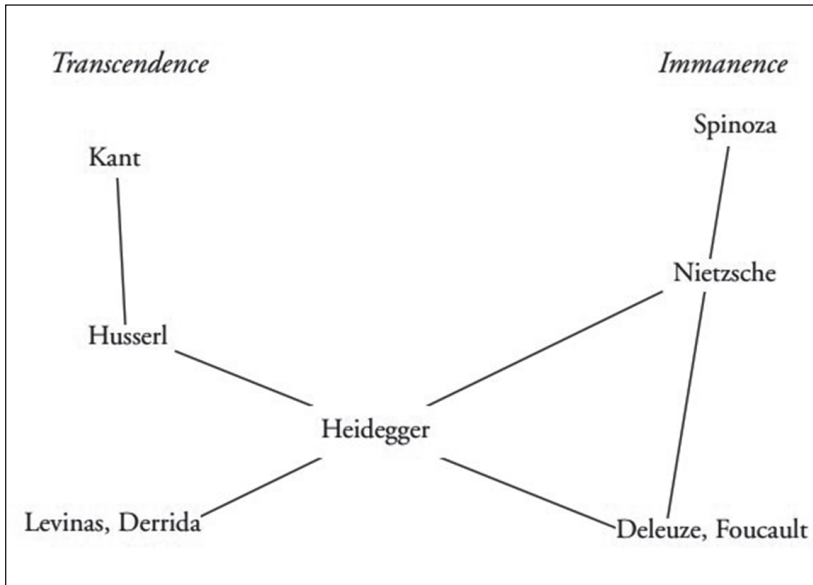 Transcendence
Immanence
Spinoza
Kant
Nietzsche
Husserl
Heidegger
Levinas, Derrida
Deleuze, Foucault